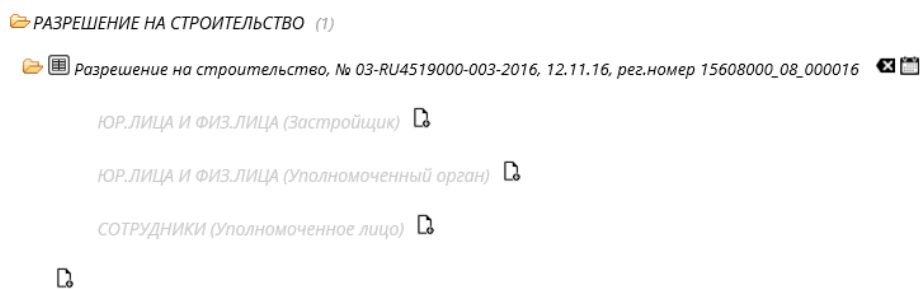 РАЗРЕШЕНИЕ НА СТРОИТЕЛЬСТВО (1)
Разрешение на строительство, № 03-RU4519000-003-2016, 12.11.16, рег.номер 15608000_08_000016
ЮР.ЛИЦА И ФИЗ.ЛИЦА (Застройщик)
ЮР.ЛИЦА И ФИЗ.ЛИЦА (Уполномоченный орган)
СОТРУДНИКИ (Уполномоченное лицо)